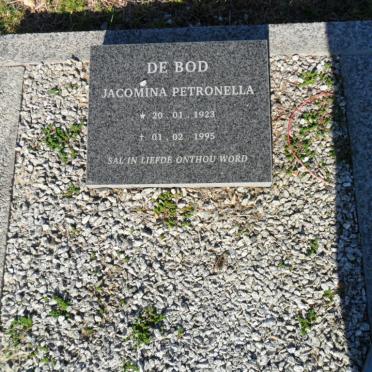 DE BOD
JACOMINA PETRONELLA
★ 20 . 01 . 1923
✝ 01 . 02 . 1995
SAL IN LIEFDE ONTHOU WORD